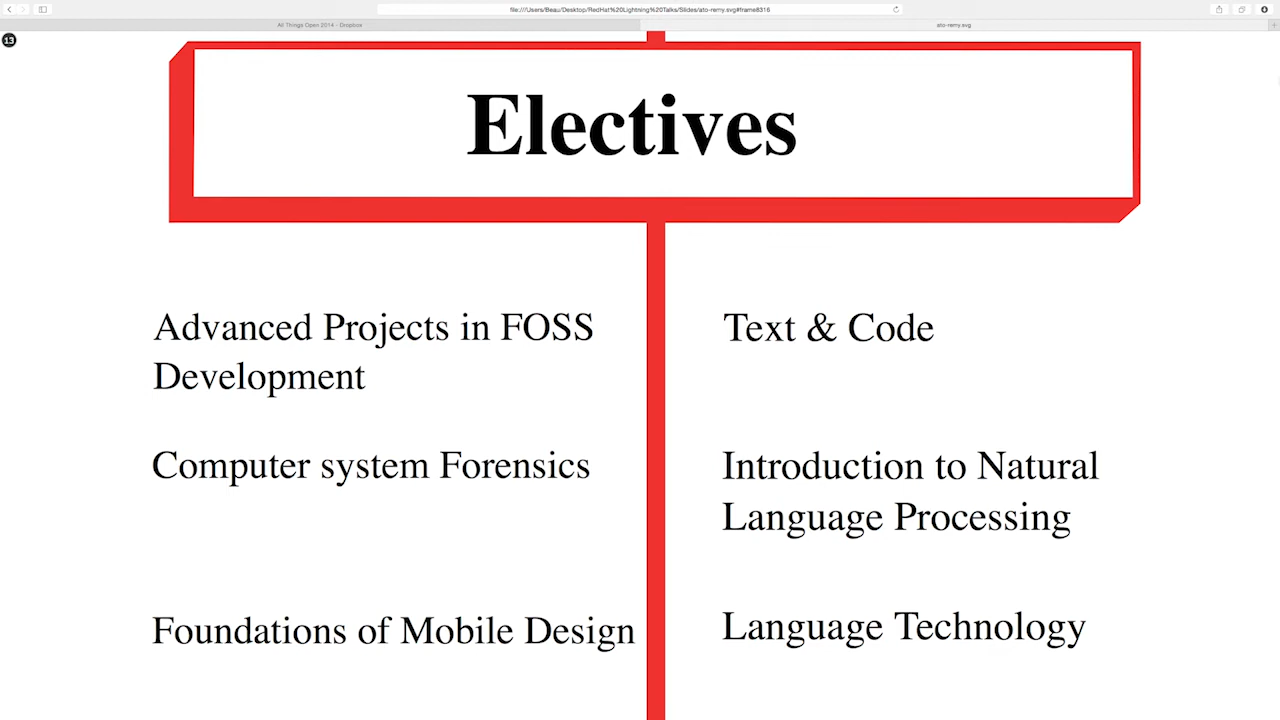 file:///Users/Beau/Desktop/RedHat%20Lightning%20Talks/Slides/ato-remy.svg#frame8316
All Things Open 2014 - Dropbox
ato-remy.svg
13
Electives
Advanced Projects in FOSS
Development
Computer system Forensics
Foundations of Mobile Design
Text & Code
Introduction to Natural
Language Processing
Language Technology